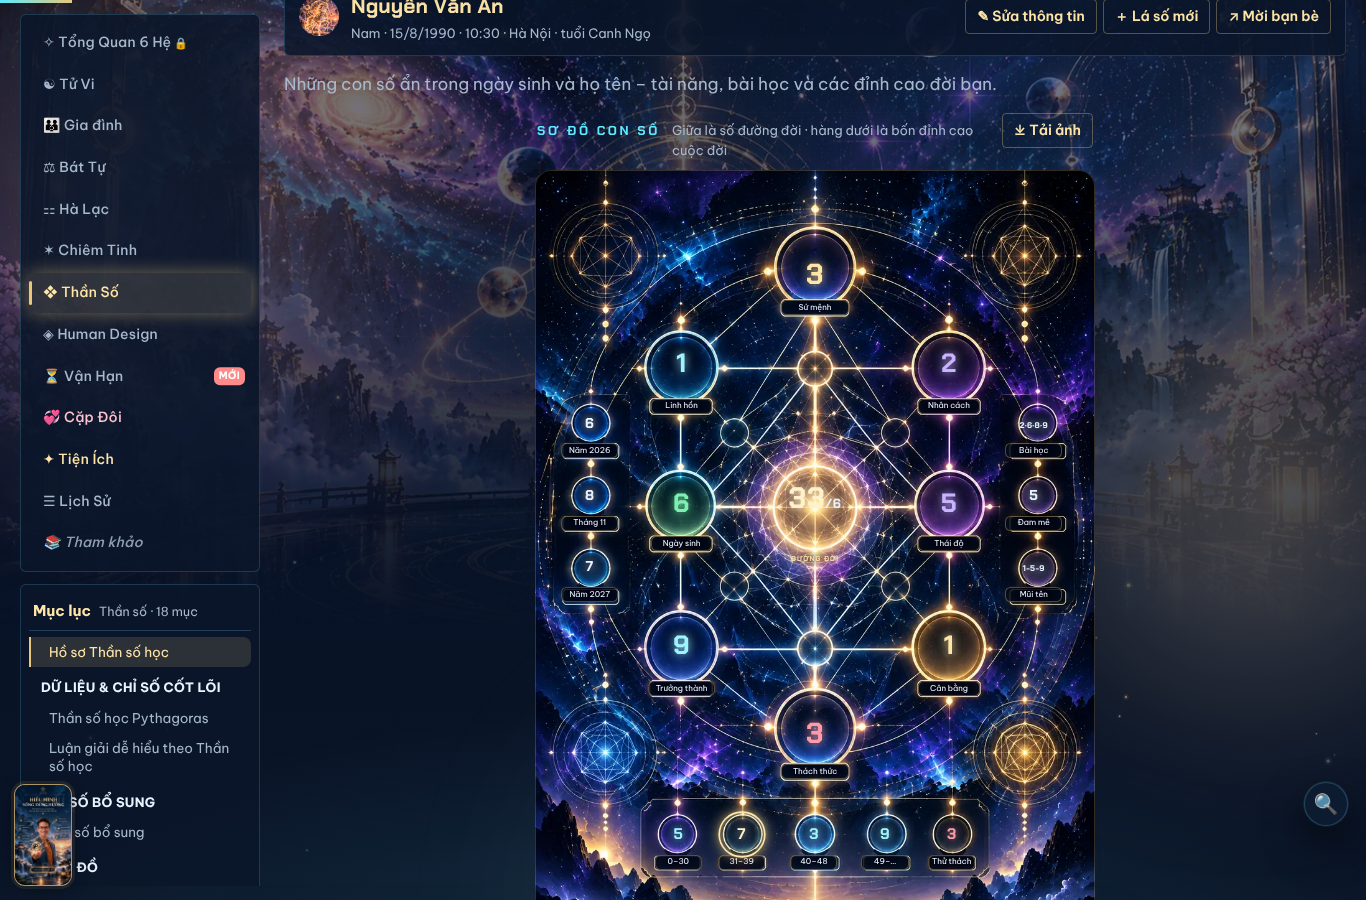 Nguyễn Văn An
Nam · 15/8/1990 · 10:30 · Hà Nội · tuổi Canh Ngọ
✎ Sửa thông tin
+ Lá số mới
↗ Mời bạn bè
✧ Tổng Quan 6 Hệ 🔒
☯ Tử Vi
👪 Gia đình
⚖ Bát Tự
⚏ Hà Lạc
✶ Chiêm Tinh
❖ Thần Số
◈ Human Design
⏳ Vận Hạn MỚI
💞 Cặp Đôi
✦ Tiện Ích
☰ Lịch Sử
📚 Tham khảo
Mục lục Thần số · 18 mục
Hồ sơ Thần số học
DỮ LIỆU & CHỈ SỐ CỐT LÕI
Thần số học Pythagoras
Luận giải dễ hiểu theo Thần
số học
SỐ BỔ SUNG
số bổ sung
ĐỒ
Những con số ẩn trong ngày sinh và họ tên – tài năng, bài học và các đỉnh cao đời bạn.
SƠ ĐỒ CON SỐ
Giữa là số đường đời · hàng dưới là bốn đỉnh cao
cuộc đời
Tải ảnh
3
Sứ mệnh
1
Linh hồn
2
Nhân cách
6
Năm 2026
2·6·8·9
Bài học
8
Tháng 11
6
Ngày sinh
33/6
ĐƯỜNG ĐỜI
5
Thái độ
5
Đam mê
7
Năm 2027
1-5-9
Mũi tên
9
Trưởng thành
1
Cân bằng
3
Thách thức
5
0–30
7
31–39
3
40–48
9
49–...
3
Thử thách